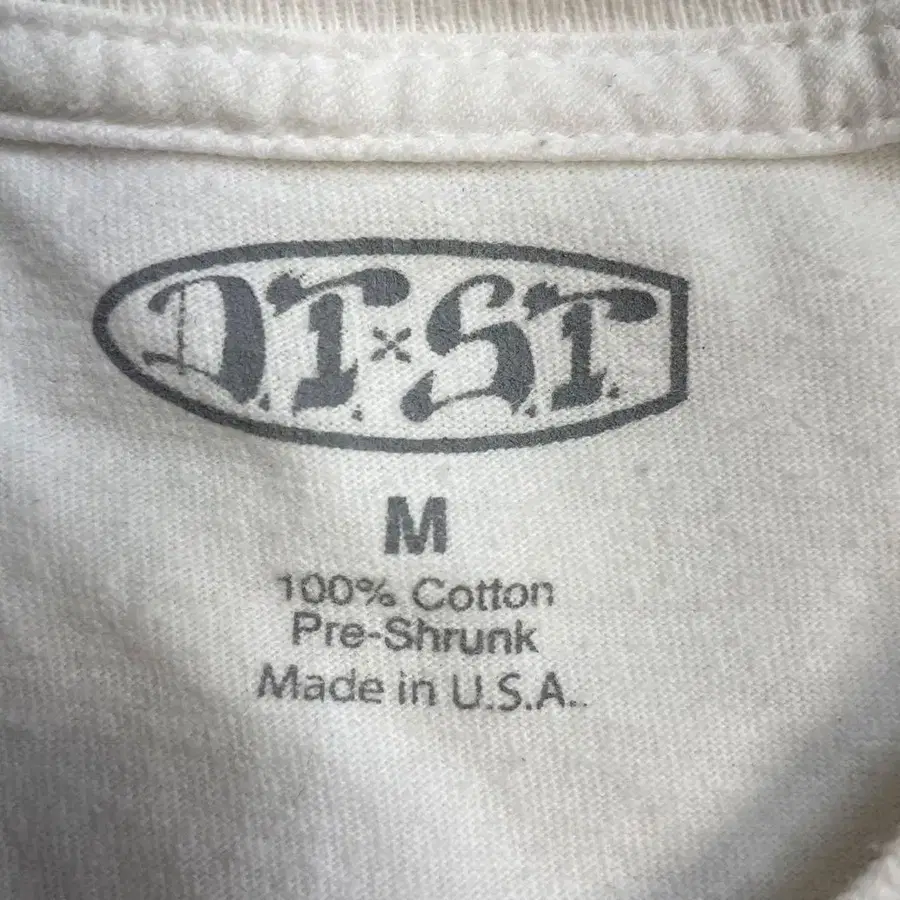 D.T.×S.T.
M
100% Cotton
Pre-Shrunk
Made in U.S.A..